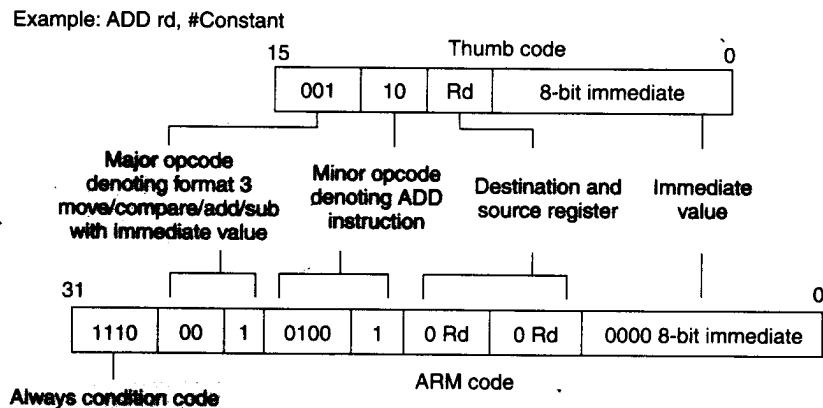 Example: ADD rd, #Constant
15 Thumb code 0
001 10 Rd 8-bit immediate
Major opcode
denoting format 3
move/compare/add/sub
with immediate value
Minor opcode
denoting ADD
instruction
Destination and
source register
Immediate
value
31 0
1110 00 1 0100 1 0 Rd 0 Rd 0000 8-bit immediate
Always condition code
ARM code